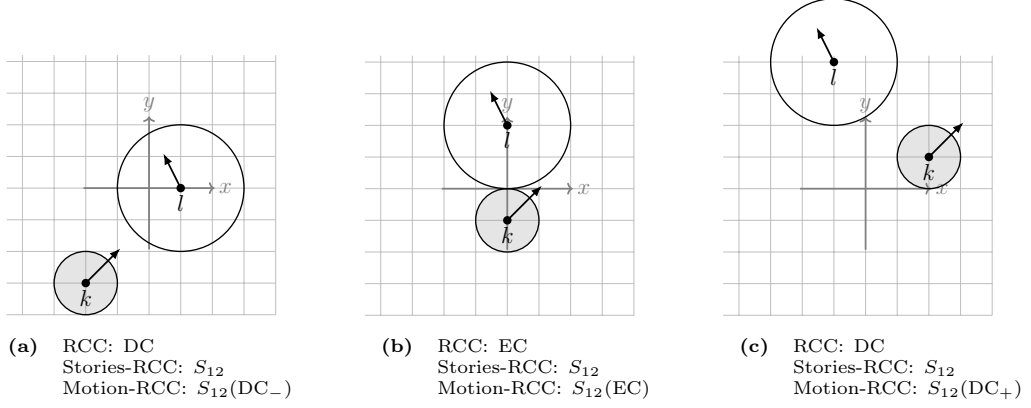 y
x
l
k
y
x
l
k
y
x
l
k
(a) RCC: DC
Stories-RCC: S₁₂
Motion-RCC: S₁₂(DC₋)
(b) RCC: EC
Stories-RCC: S₁₂
Motion-RCC: S₁₂(EC)
(c) RCC: DC
Stories-RCC: S₁₂
Motion-RCC: S₁₂(DC₊)